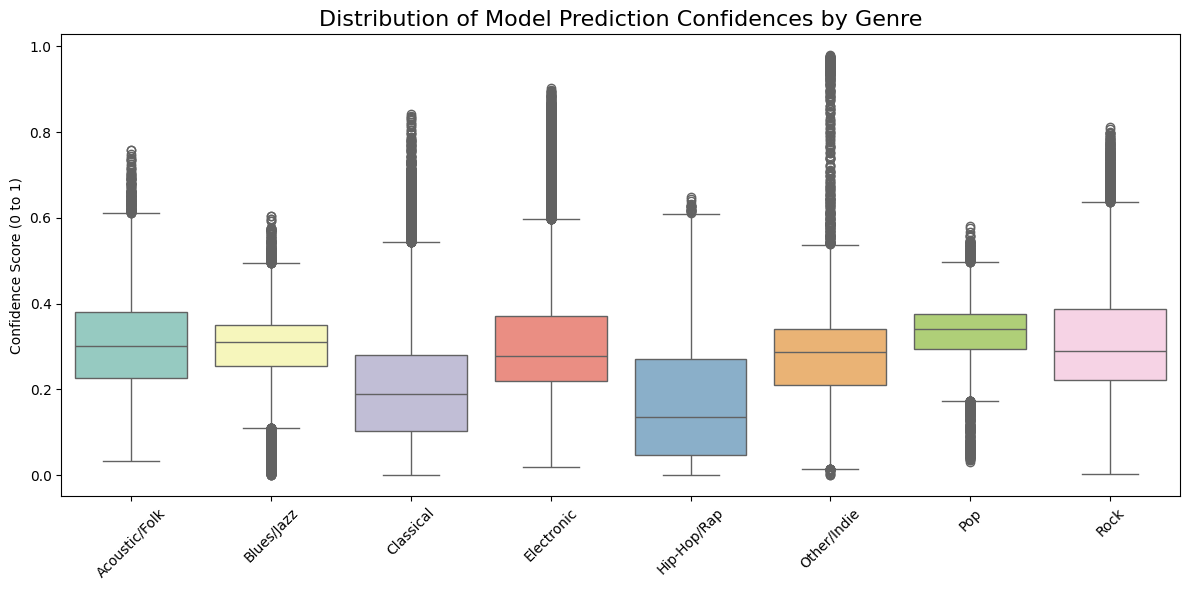 Distribution of Model Prediction Confidences by Genre
Confidence Score (0 to 1)
1.0
0.8
0.6
0.4
0.2
0.0
Acoustic/Folk
Blues/Jazz
Classical
Electronic
Hip-Hop/Rap
Other/Indie
Pop
Rock